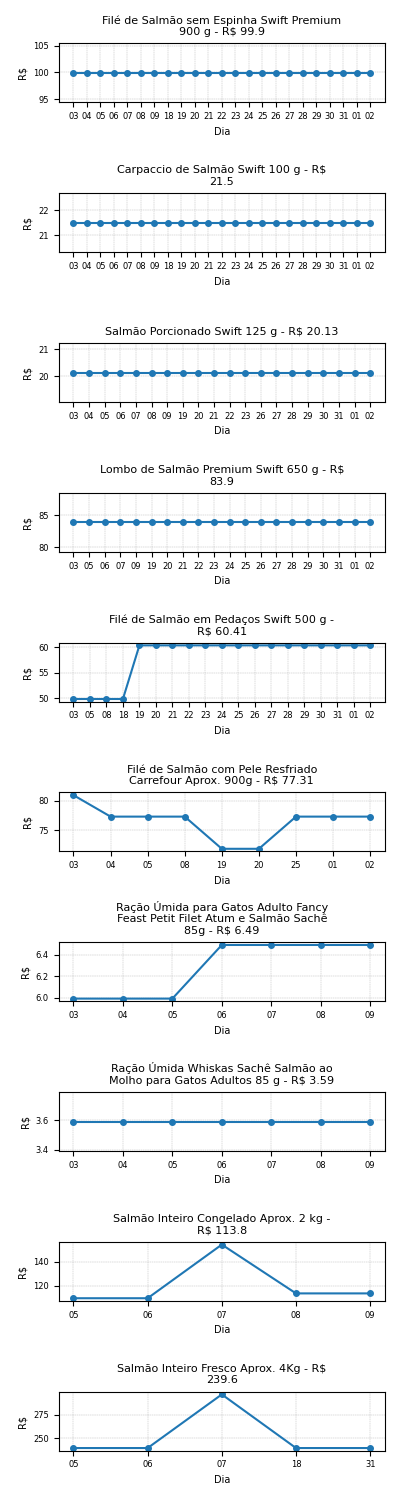 Filé de Salmão sem Espinha Swift Premium
900 g - R$ 99.9
105
100
95
R$
03 04 05 06 07 08 09 18 19 20 21 22 23 24 25 26 27 28 29 30 31 01 02
Dia
Carpaccio de Salmão Swift 100 g - R$
21.5
22
21
R$
03 04 05 06 07 08 09 18 19 20 21 22 23 24 25 26 27 28 29 30 31 01 02
Dia
Salmão Porcionado Swift 125 g - R$ 20.13
21
20
R$
03 04 05 06 07 08 09 19 20 21 22 23 26 27 28 29 30 31 01 02
Dia
Lombo de Salmão Premium Swift 650 g - R$
83.9
85
80
R$
03 05 06 07 09 19 20 21 22 23 24 25 26 27 28 30 31 01 02
Dia
Filé de Salmão em Pedaços Swift 500 g -
R$ 60.41
60
55
50
R$
03 05 08 18 19 20 21 22 23 24 25 26 27 28 29 30 31 01 02
Dia
Filé de Salmão com Pele Resfriado
Carrefour Aprox. 900g - R$ 77.31
80
75
R$
03 04 05 08 19 20 25 01 02
Dia
Ração Úmida para Gatos Adulto Fancy
Feast Petit Filet Atum e Salmão Sachê
85g - R$ 6.49
6.4
6.2
6.0
R$
03 04 05 06 07 08 09
Dia
Ração Úmida Whiskas Sachê Salmão ao
Molho para Gatos Adultos 85 g - R$ 3.59
3.6
3.4
R$
03 04 05 06 07 08 09
Dia
Salmão Inteiro Congelado Aprox. 2 kg -
R$ 113.8
140
120
R$
05 06 07 08 09
Dia
Salmão Inteiro Fresco Aprox. 4Kg - R$
239.6
275
250
R$
05 06 07 18 31
Dia